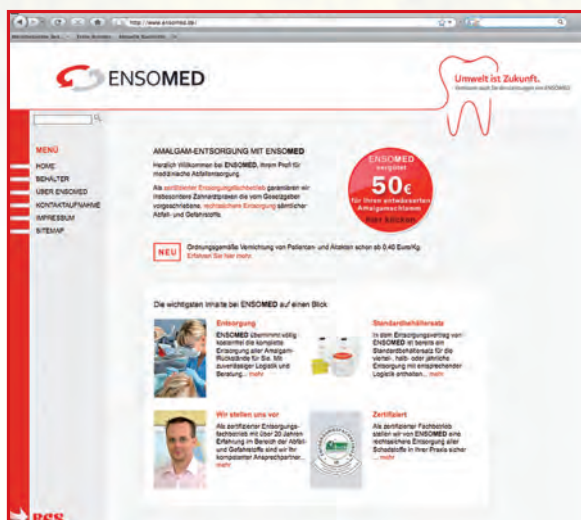 http://www.ensomed.de/
ENSOMED
Umwelt ist Zukunft.
MENÜ
HOME
BEHÄLTER
ÜBER ENSOMED
KONTAKTAUFNAHME
IMPRESSUM
SITEMAP
AMALGAM-ENTSORGUNG MIT ENSOMED
Herzlich Willkommen bei ENSOMED, Ihrem Profi für
medizinische Abfallentsorgung.
Als zertifizierter Entsorgungsfachbetrieb garantieren wir
insbesondere Zahnarztpraxen die vom Gesetzgeber
vorgeschriebene, rechtssichere Entsorgung sämtlicher
Abfall- und Gefahrstoffe.
ENSOMED
vergütet
50€
für Ihren entwässerten
Amalgamschlamm
hier klicken
NEU
Ordnungsgemäße Vernichtung von Patienten- und Altakten schon ab 0,40 Euro/Kg
Erfahren Sie hier mehr.
Die wichtigsten Inhalte bei ENSOMED auf einen Blick
Entsorgung
ENSOMED übernimmt völlig
kostenfrei die komplette
Entsorgung aller Amalgam-
Rückstände für Sie. Mit
zuverlässiger Logistik und
Beratung... mehr
Standardbehältersatz
In dem Entsorgungsvertrag von
ENSOMED ist bereits ein
Standardbehältersatz für die
viertel-, halb- oder jährliche
Entsorgung mit entsprechender
Logistik enthalten... mehr
Wir stellen uns vor
Als zertifizierter Entsorgungs-
fachbetrieb mit über 20 Jahren
Erfahrung im Bereich der Abfall-
und Gefahrstoffe sind wir Ihr
kompetenter Ansprechpartner...
mehr
Zertifiziert
Als zertifizierter Fachbetrieb
stellen wir von ENSOMED eine
rechtssichere Entsorgung aller
Schadstoffe in Ihrer Praxis sicher
... mehr